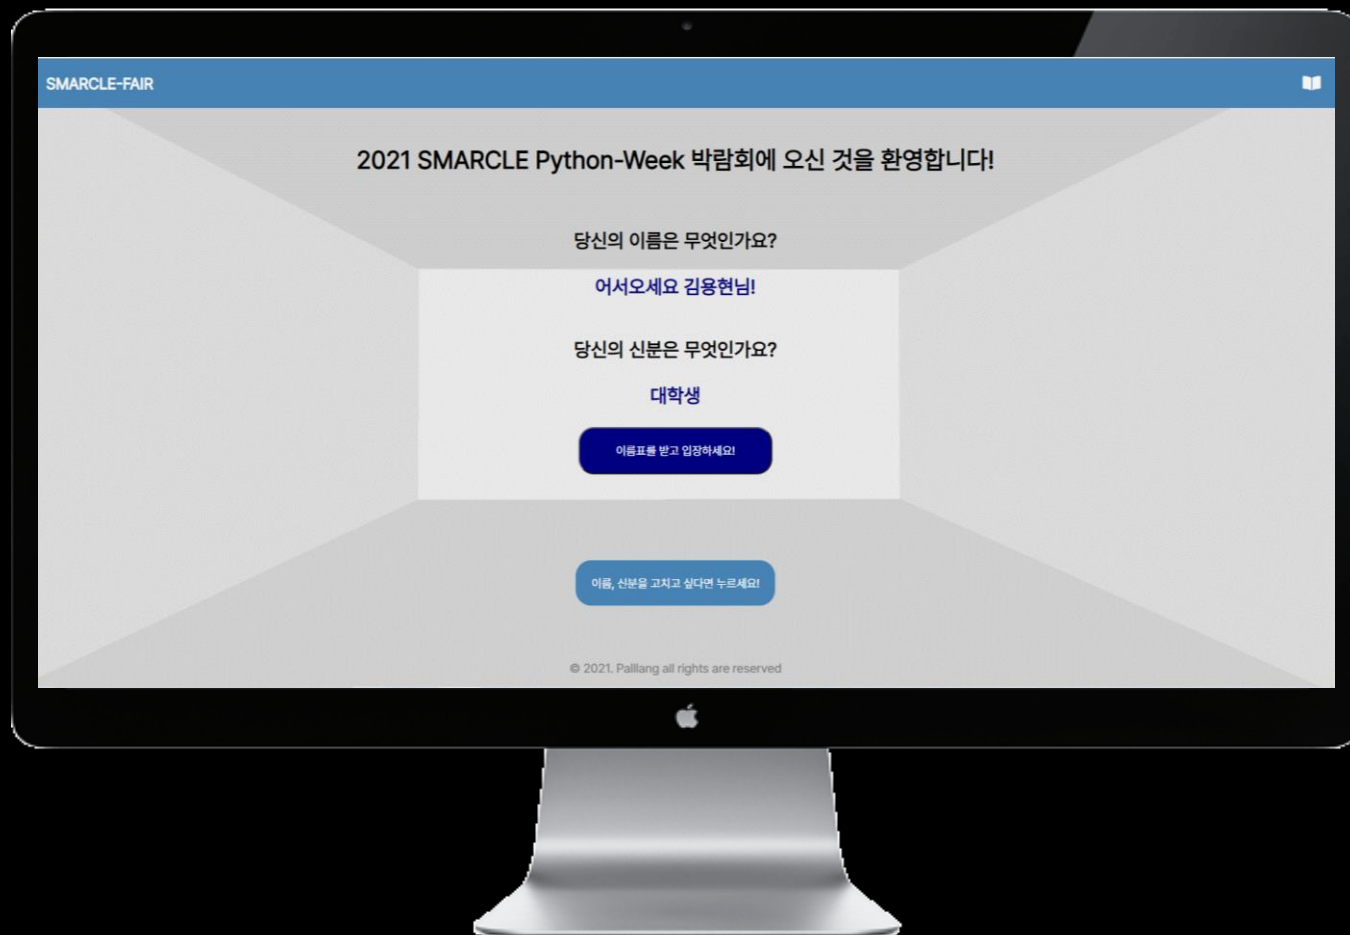 SMARCLE-FAIR
2021 SMARCLE Python-Week 박람회에 오신 것을 환영합니다!
당신의 이름은 무엇인가요?
어서오세요 김용현님!
당신의 신분은 무엇인가요?
대학생
이름표를 받고 입장하세요!
이름, 신분을 고치고 싶다면 누르세요!
© 2021. Palllang all rights are reserved